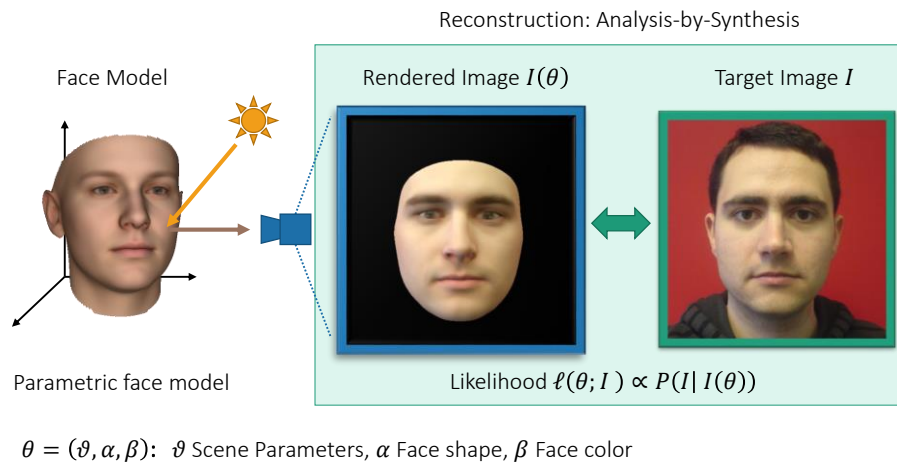 Reconstruction: Analysis-by-Synthesis
Face Model
Rendered Image I(θ)
Target Image I
Parametric face model
Likelihood ℓ(θ; I ) ∝ P(I| I(θ))
θ = (ϑ, α, β): ϑ Scene Parameters, α Face shape, β Face color